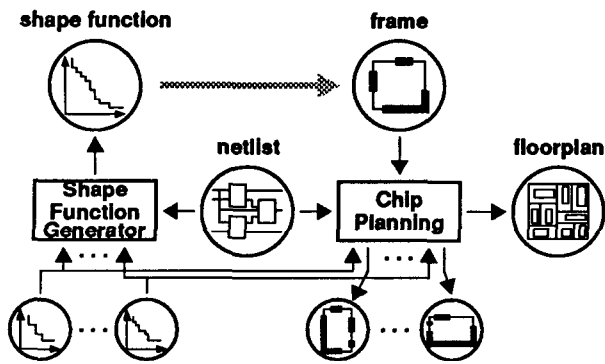 shape function
frame
netlist
floorplan
Shape
Function
Generator
Chip
Planning